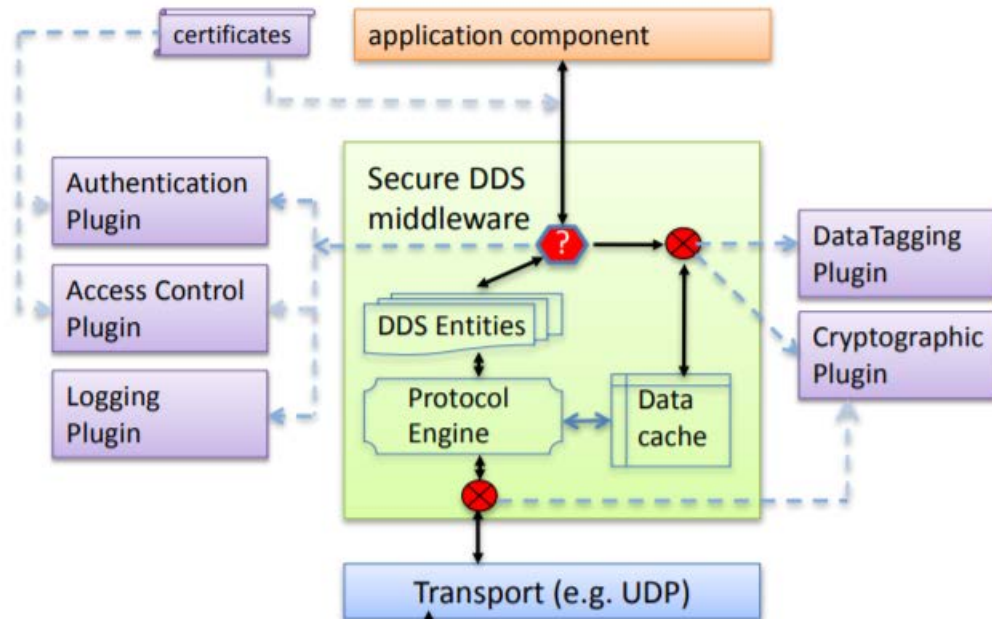 certificates
application component
Authentication
Plugin
Secure DDS
middleware
?
DataTagging
Plugin
Access Control
Plugin
DDS Entities
Cryptographic
Plugin
Logging
Plugin
Protocol
Engine
Data
cache
Transport (e.g. UDP)